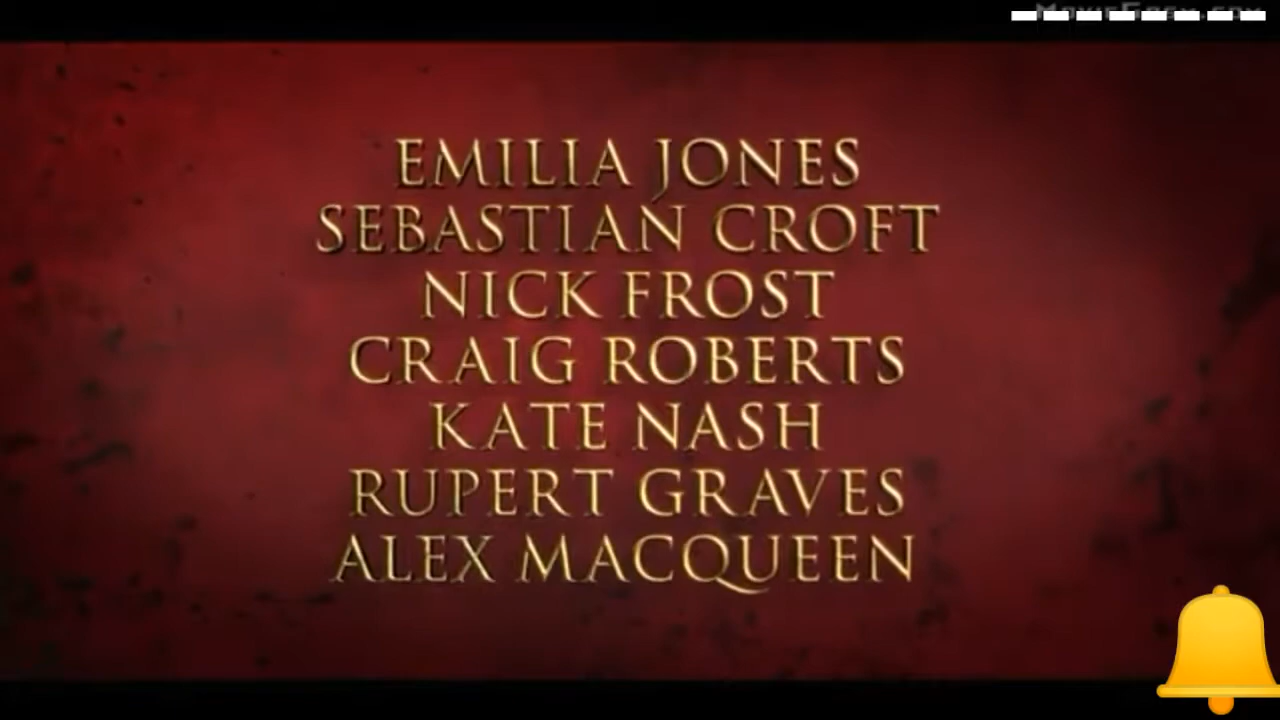 EMILIA JONES
SEBASTIAN CROFT
NICK FROST
CRAIG ROBERTS
KATE NASH
RUPERT GRAVES
ALEX MACQUEEN